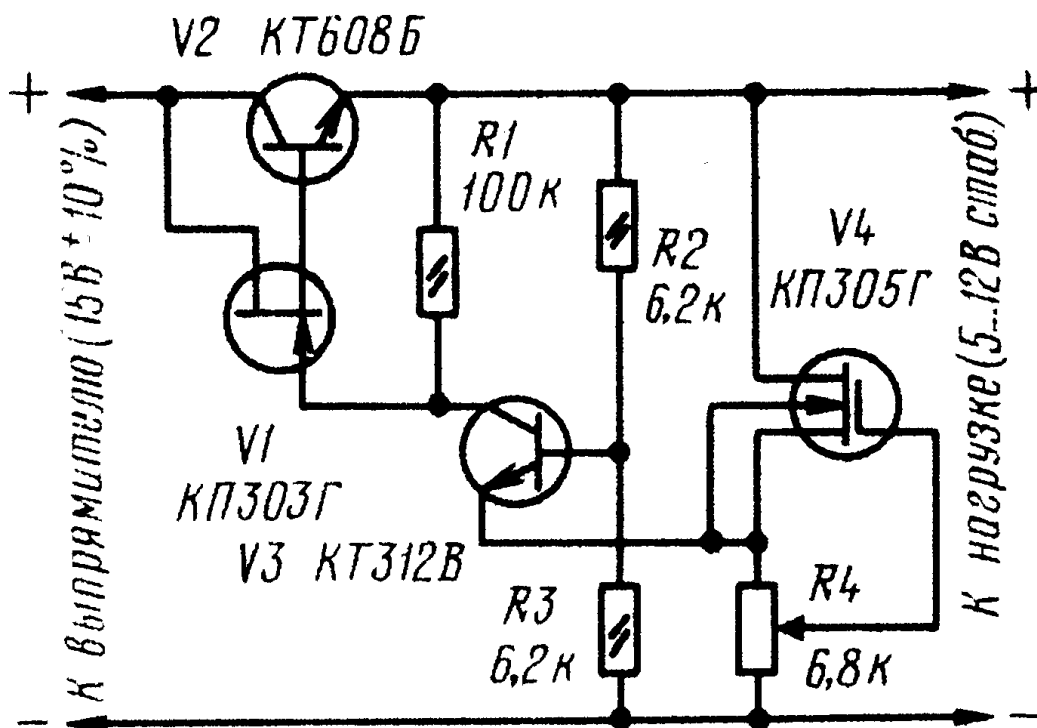 V2 КТ608Б
+
+
R1
100к
R2
6,2к
V4
КП305Г
V1
КП303Г
V3 КТ312В
R3
6,2к
R4
6,8к
К выпрямителю (15В ± 10%)
К нагрузке (5...12В стаб.)
−
−